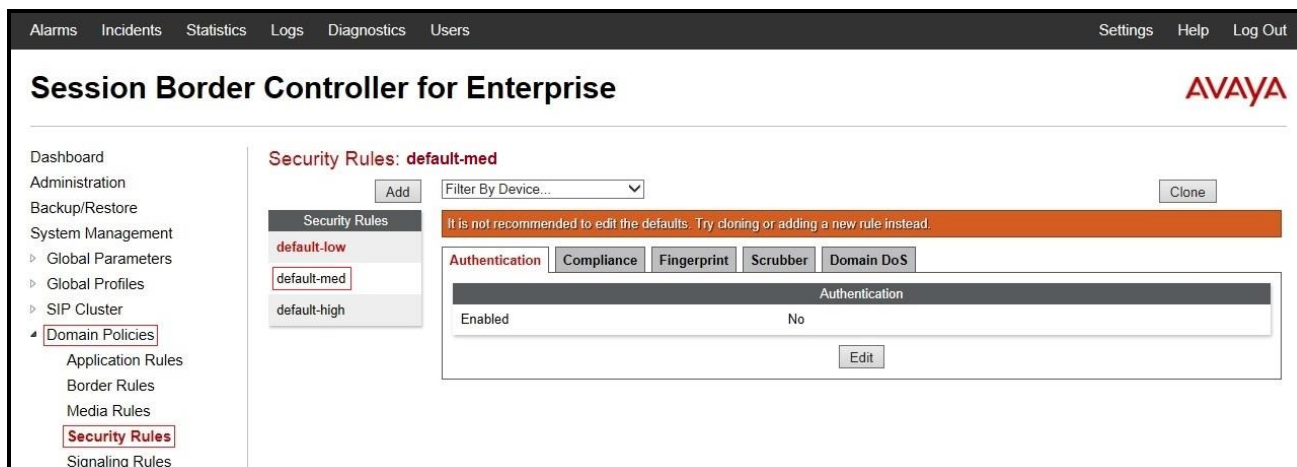 Alarms Incidents Statistics Logs Diagnostics Users Settings Help Log Out
Session Border Controller for Enterprise
AVAYA
Dashboard
Administration
Backup/Restore
System Management
Global Parameters
Global Profiles
SIP Cluster
Domain Policies
Application Rules
Border Rules
Media Rules
Security Rules
Signaling Rules
Security Rules: default-med
Add
Filter By Device...
Clone
Security Rules
default-low
default-med
default-high
It is not recommended to edit the defaults. Try cloning or adding a new rule instead.
Authentication Compliance Fingerprint Scrubber Domain DoS
Authentication
Enabled No
Edit